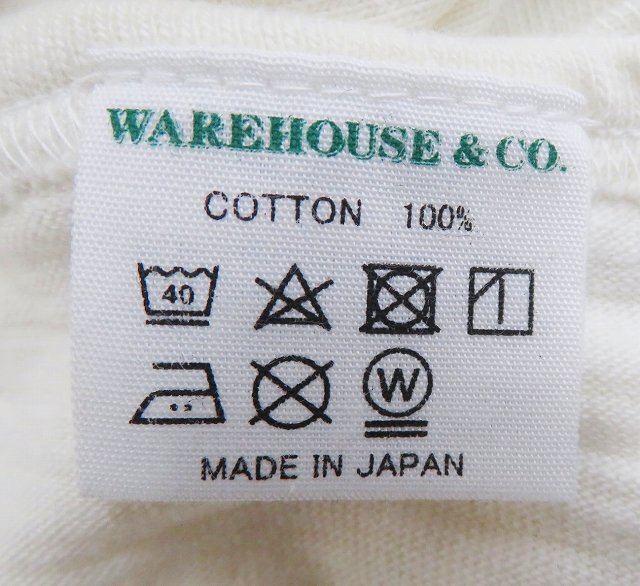 WAREHOUSE & CO.
COTTON 100%
40
W
MADE IN JAPAN